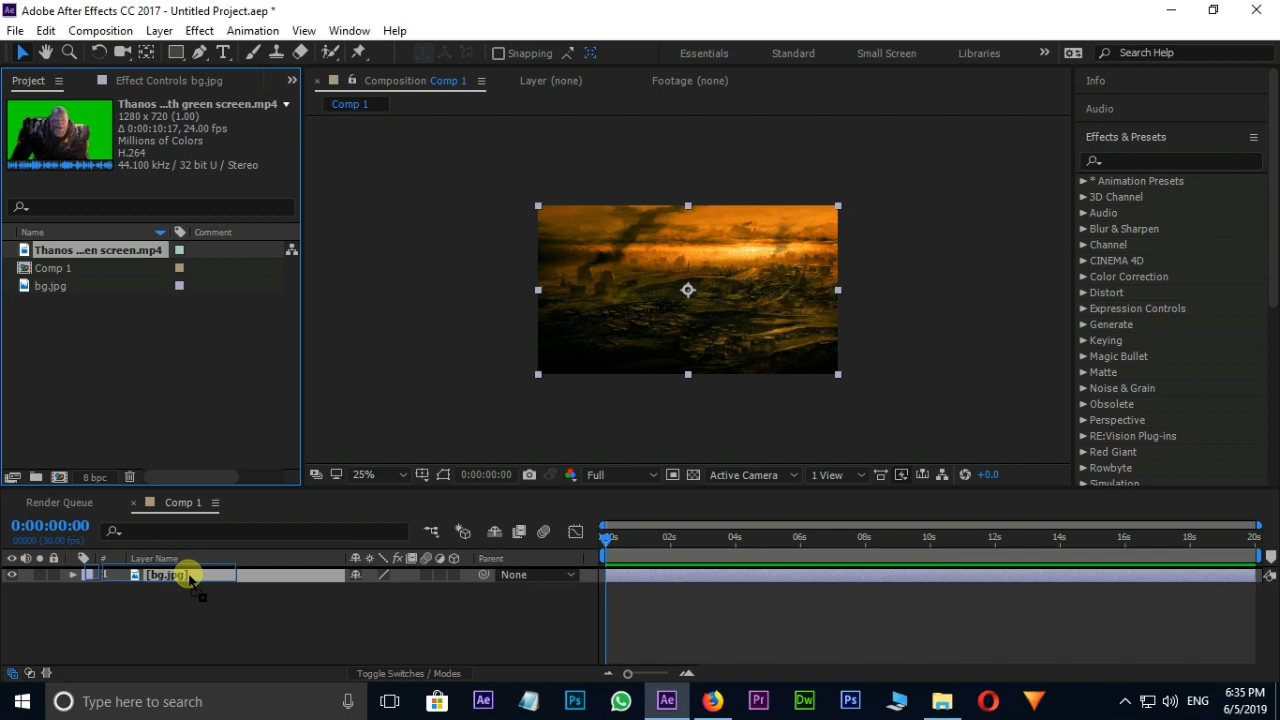 Adobe After Effects CC 2017 - Untitled Project.aep *
File Edit Composition Layer Effect Animation View Window Help
Snapping Essentials Standard Small Screen Libraries Search Help
Project Effect Controls bg.jpg Composition Comp 1 Layer (none) Footage (none) Info
Comp 1
Thanos ...th green screen.mp4
1280 x 720 (1.00)
Δ 0:00:10:17, 24.00 fps
Millions of Colors
H.264
44.100 kHz / 32 bit U / Stereo
Audio
Effects & Presets
Name Comment
Thanos ...en screen.mp4
Comp 1
bg.jpg
* Animation Presets
3D Channel
Audio
Blur & Sharpen
Channel
CINEMA 4D
Color Correction
Distort
Expression Controls
Generate
Keying
Magic Bullet
Matte
Noise & Grain
Obsolete
Perspective
RE:Vision Plug-ins
Red Giant
Rowbyte
Simulation
8 bpc 25% 0:00:00:00 Full Active Camera 1 View +0.0
Render Queue Comp 1
0:00:00:00
00000 (30.00 fps)
02s 04s 06s 08s 10s 12s 14s 16s 18s 20s
# Layer Name Parent
1 [bg.jpg] None
Toggle Switches / Modes
Type here to search ENG 6:35 PM
6/5/2019